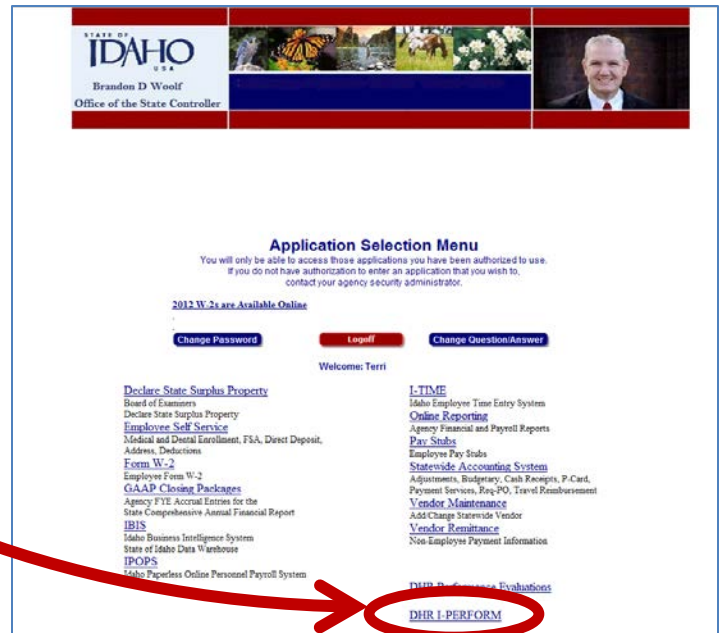 STATE OF
IDAHO
USA
Brandon D Woolf
Office of the State Controller
Application Selection Menu
You will only be able to access those applications you have been authorized to use.
If you do not have authorization to enter an application that you wish to,
contact your agency security administrator.
2012 W-2s are Available Online
Change Password
Logoff
Change Question/Answer
Welcome: Terri
Declare State Surplus Property
Board of Examiners
Declare State Surplus Property
Employee Self Service
Medical and Dental Enrollment, FSA, Direct Deposit,
Address, Deductions
Form W-2
Employee Form W-2
GAAP Closing Packages
Agency FYE Accrual Entries for the
State Comprehensive Annual Financial Report
IBIS
Idaho Business Intelligence System
State of Idaho Data Warehouse
IPOPS
Idaho Paperless Online Personnel Payroll System
I-TIME
Idaho Employee Time Entry System
Online Reporting
Agency Financial and Payroll Reports
Pay Stubs
Employee Pay Stubs
Statewide Accounting System
Adjustments, Budgetary, Cash Receipts, P-Card,
Payment Services, Req-PO, Travel Reimbursement
Vendor Maintenance
Add/Change Statewide Vendor
Vendor Remittance
Non-Employee Payment Information
DHR Performance Evaluations
DHR I-PERFORM